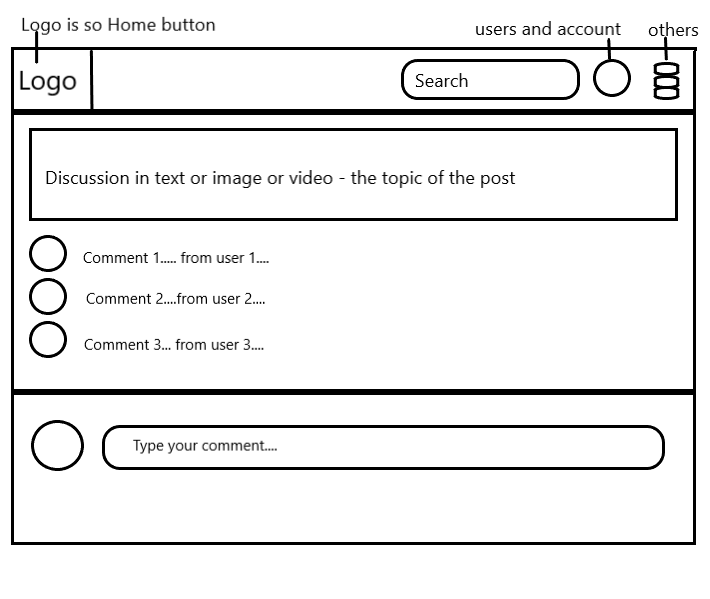 Logo is so Home button
users and account
others
Logo
Search
Discussion in text or image or video - the topic of the post
Comment 1..... from user 1....
Comment 2....from user 2....
Comment 3... from user 3....
Type your comment....